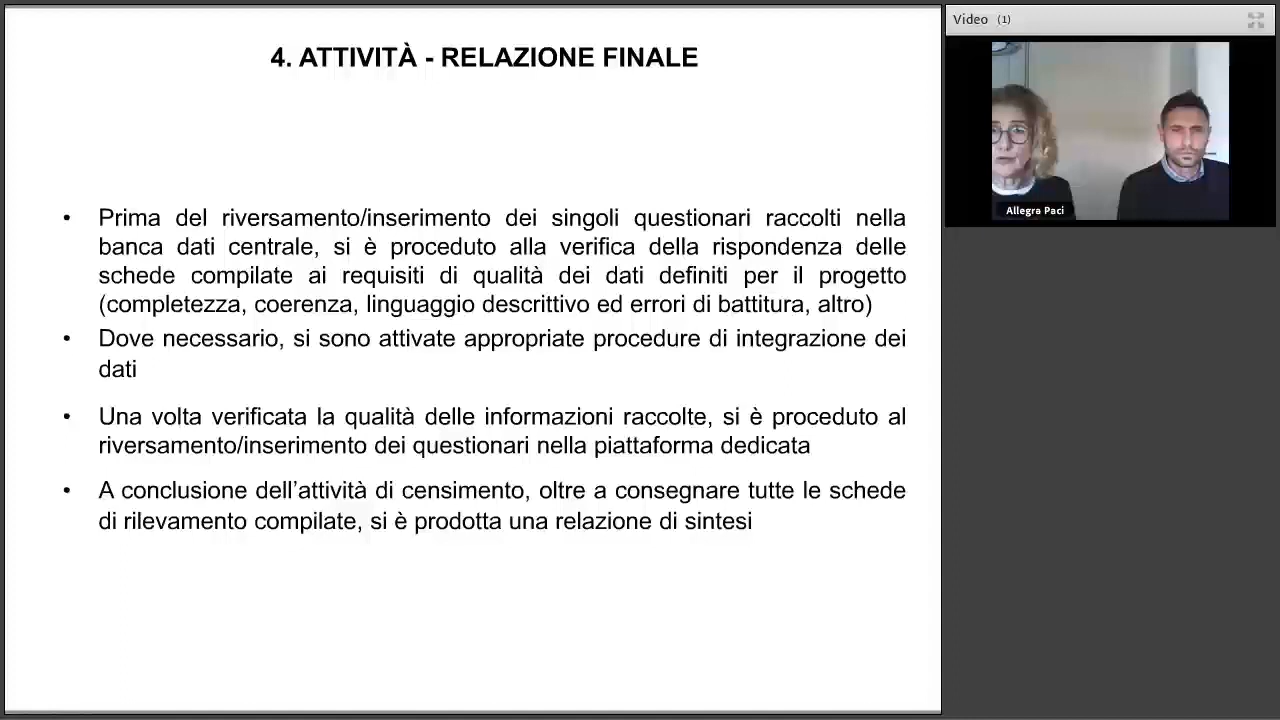 4. ATTIVITÀ - RELAZIONE FINALE
• Prima del riversamento/inserimento dei singoli questionari raccolti nella
banca dati centrale, si è proceduto alla verifica della rispondenza delle
schede compilate ai requisiti di qualità dei dati definiti per il progetto
(completezza, coerenza, linguaggio descrittivo ed errori di battitura, altro)
• Dove necessario, si sono attivate appropriate procedure di integrazione dei
dati
• Una volta verificata la qualità delle informazioni raccolte, si è proceduto al
riversamento/inserimento dei questionari nella piattaforma dedicata
• A conclusione dell’attività di censimento, oltre a consegnare tutte le schede
di rilevamento compilate, si è prodotta una relazione di sintesi
Video (1)
Allegra Paci